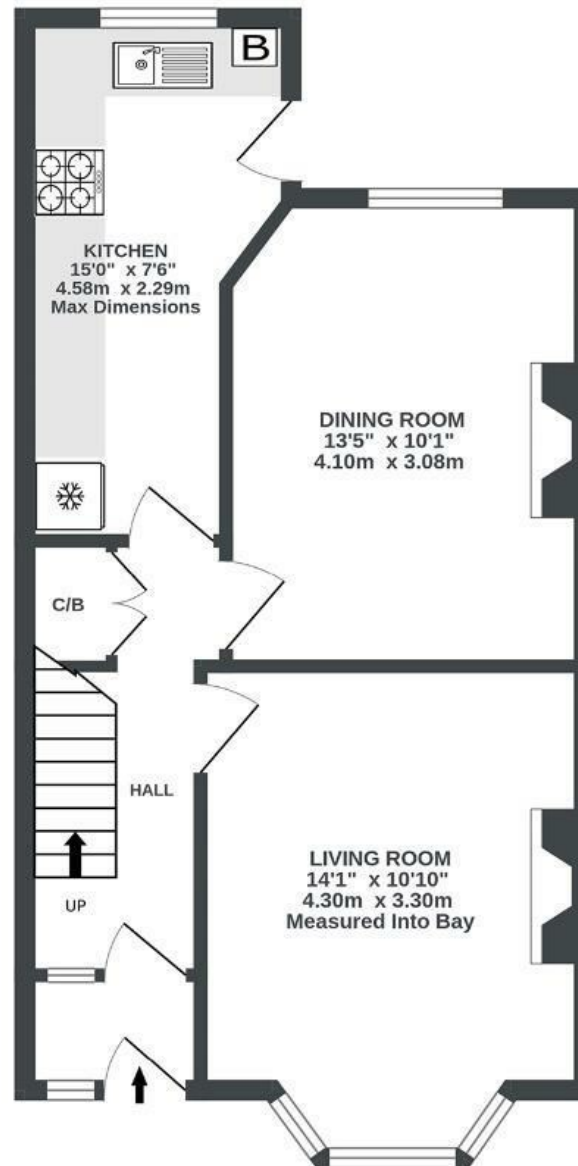 B
KITCHEN
15'0" x 7'6"
4.58m x 2.29m
Max Dimensions
DINING ROOM
13'5" x 10'1"
4.10m x 3.08m
C/B
HALL
LIVING ROOM
14'1" x 10'10"
4.30m x 3.30m
Measured Into Bay
UP